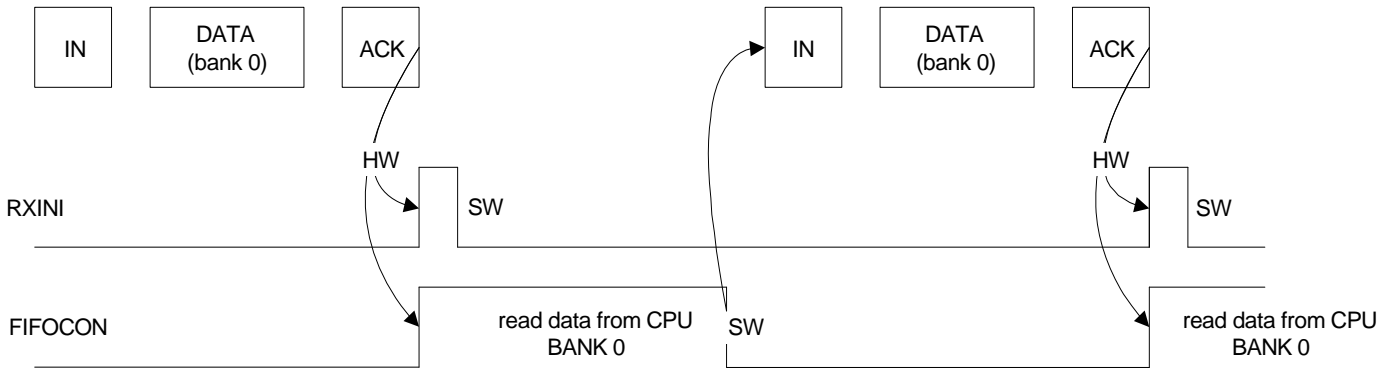 IN
DATA
(bank 0)
ACK
IN
DATA
(bank 0)
ACK
HW
HW
RXINI
SW
SW
FIFOCON
read data from CPU
BANK 0
SW
read data from CPU
BANK 0